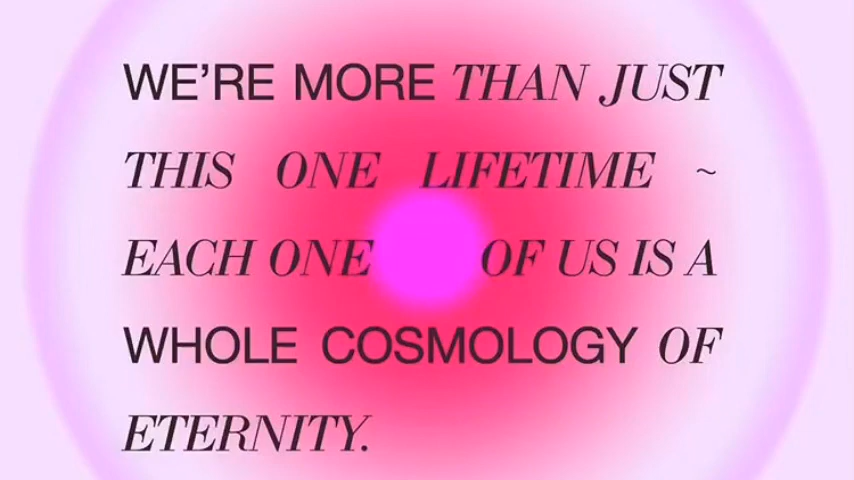 WE’RE MORE THAN JUST
THIS ONE LIFETIME ~
EACH ONE OF US IS A
WHOLE COSMOLOGY OF
ETERNITY.